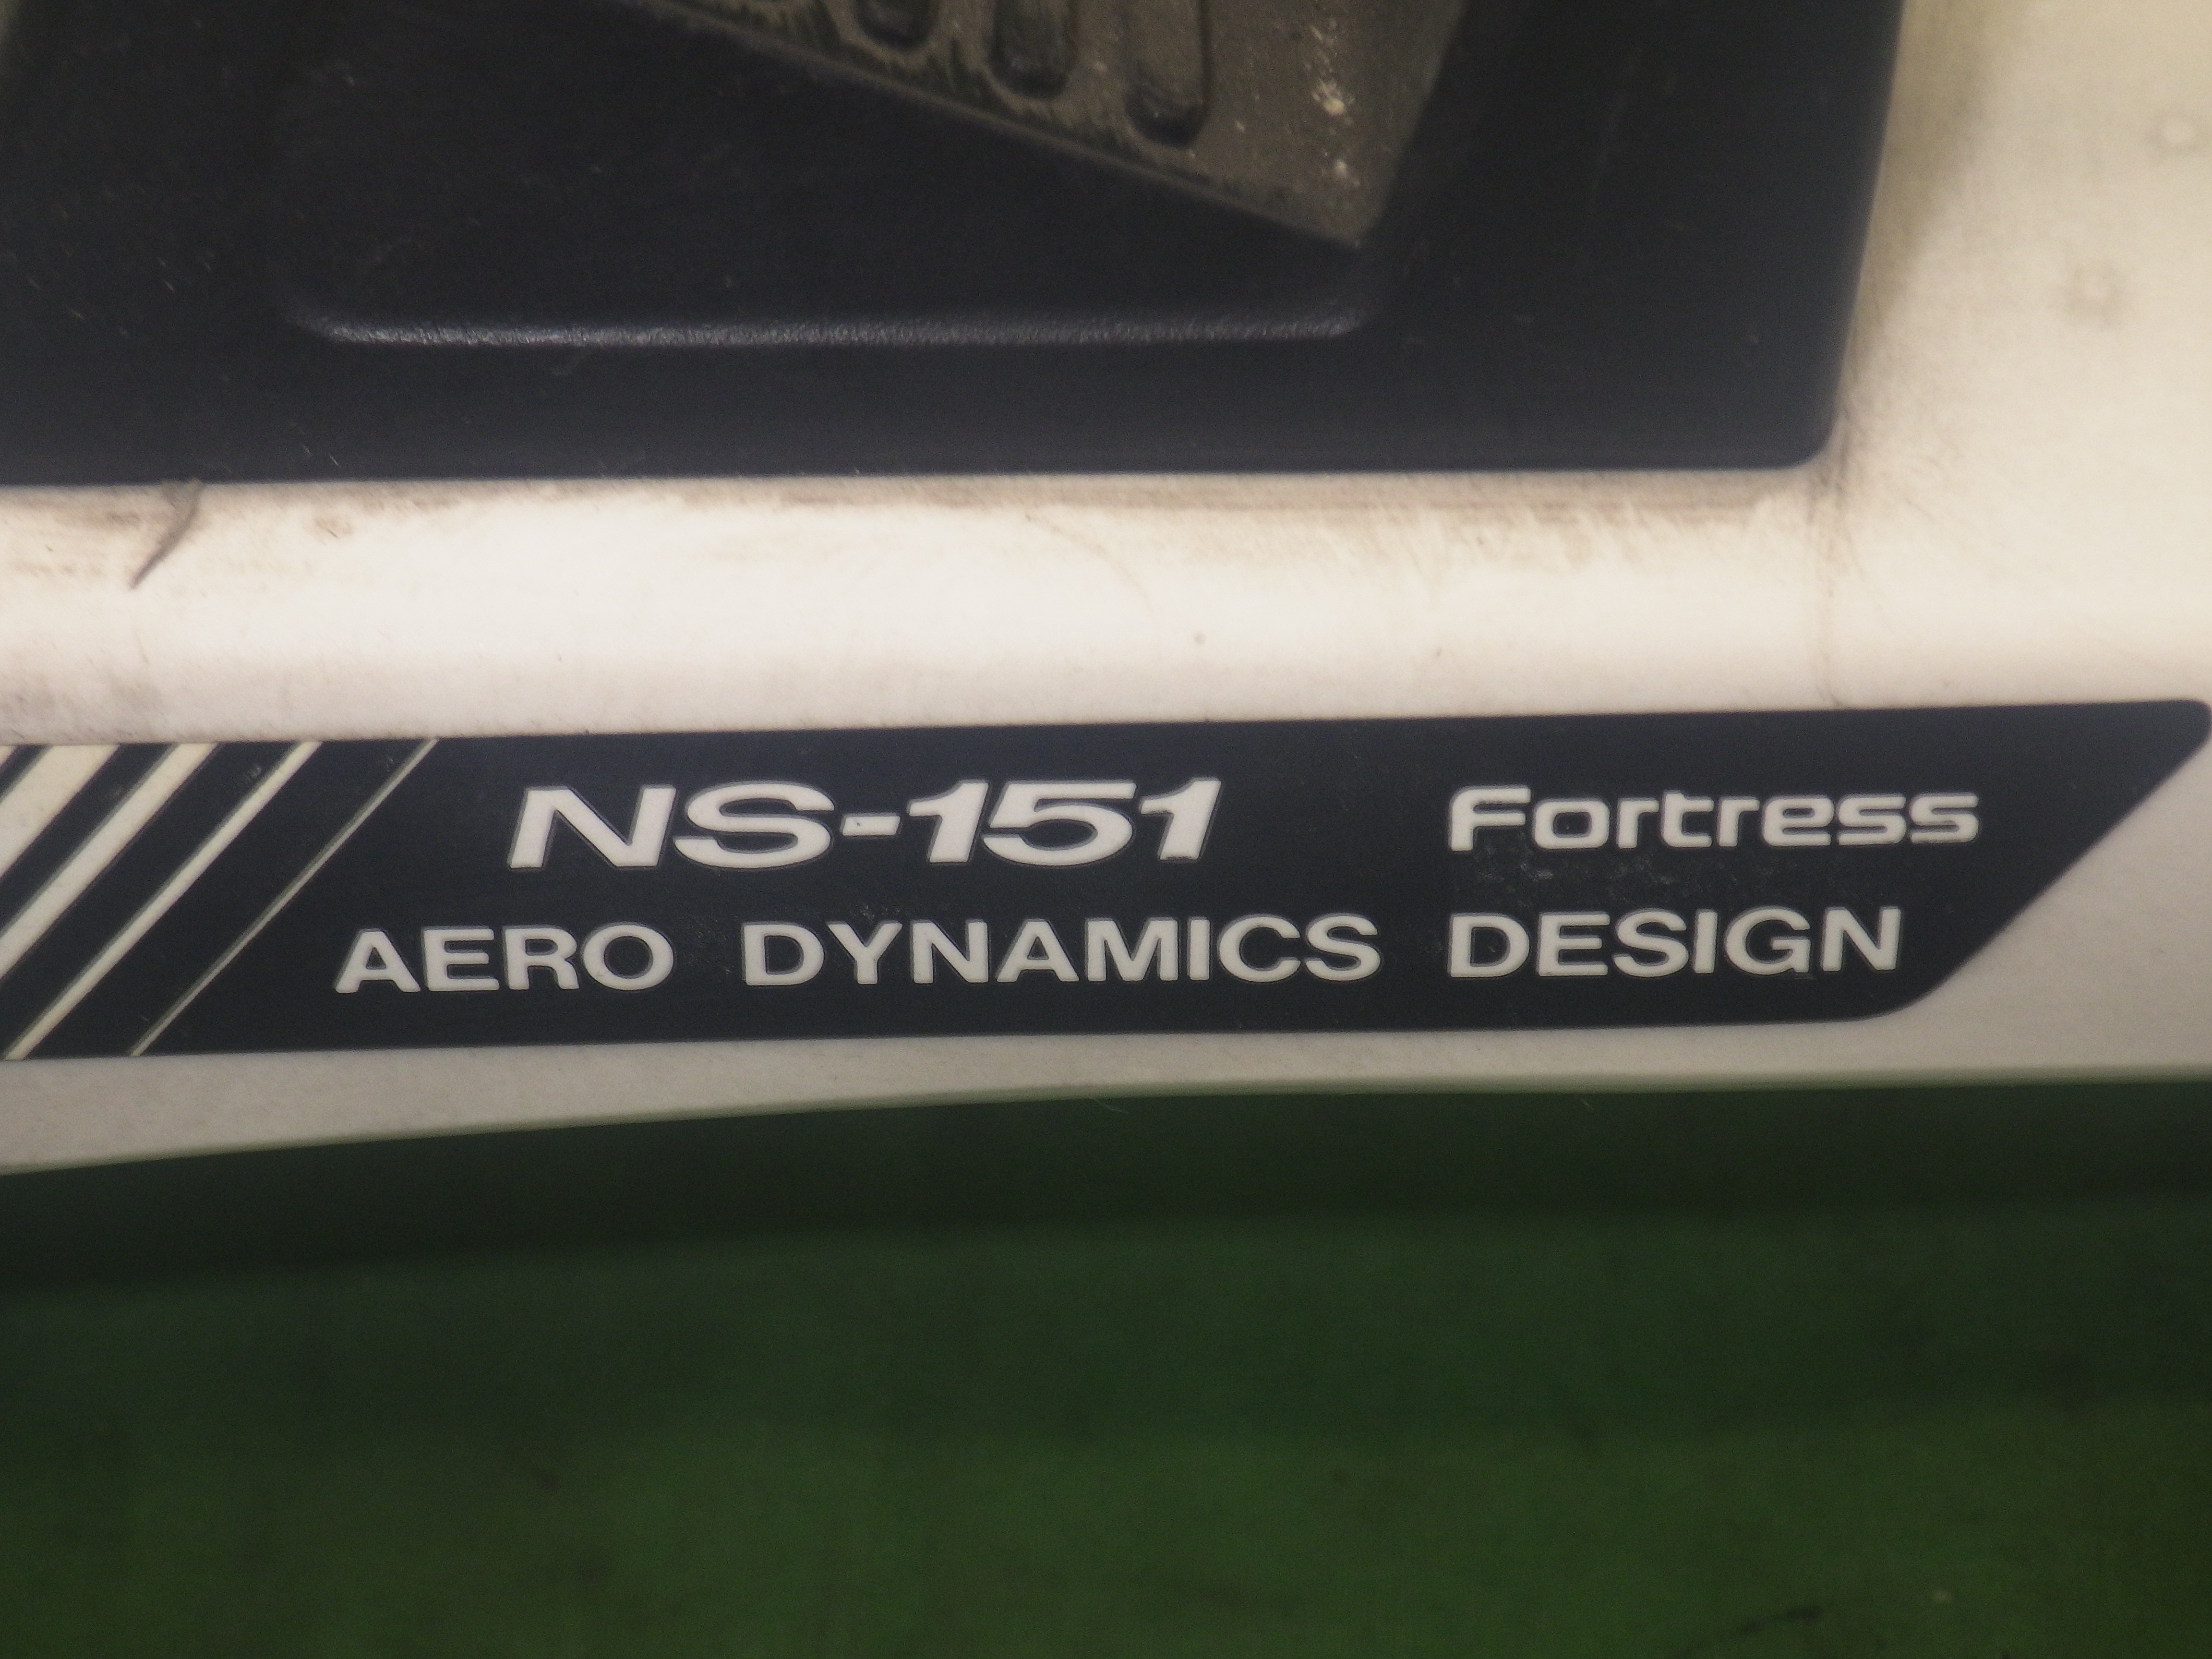 NS-151 Fortress
AERO DYNAMICS DESIGN